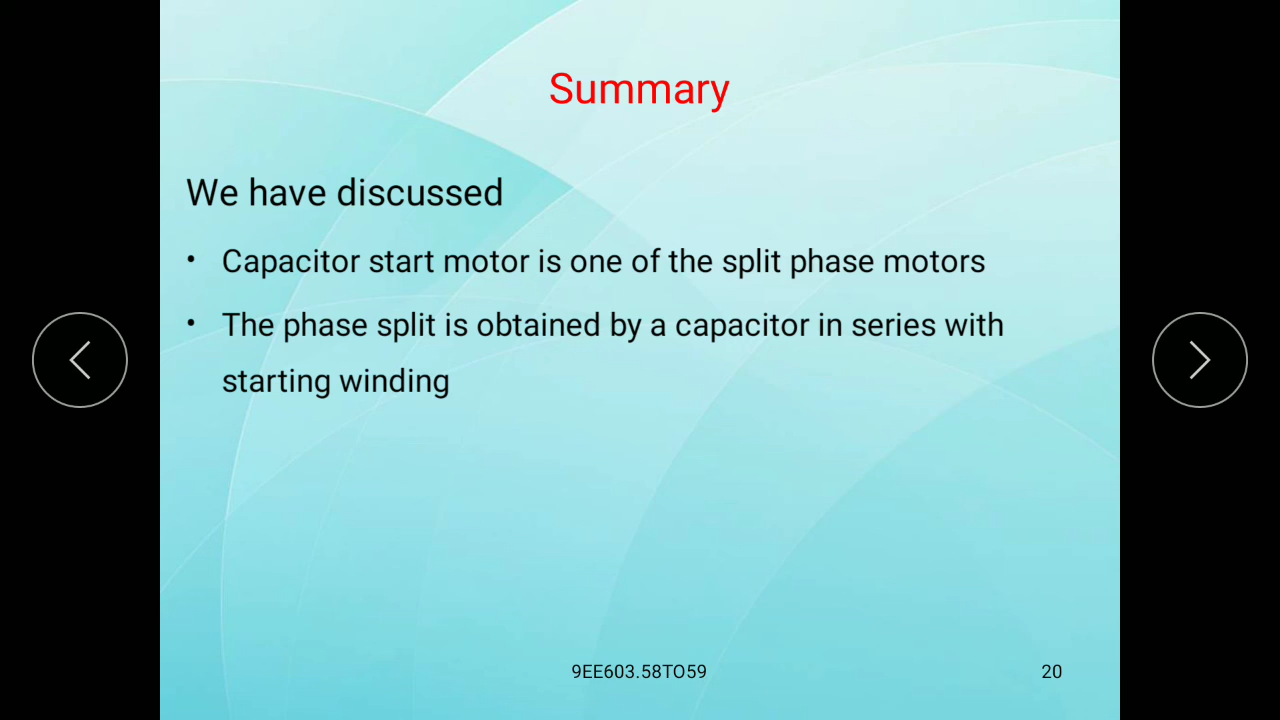 Summary
We have discussed
• Capacitor start motor is one of the split phase motors
• The phase split is obtained by a capacitor in series with
starting winding
9EE603.58TO59
20